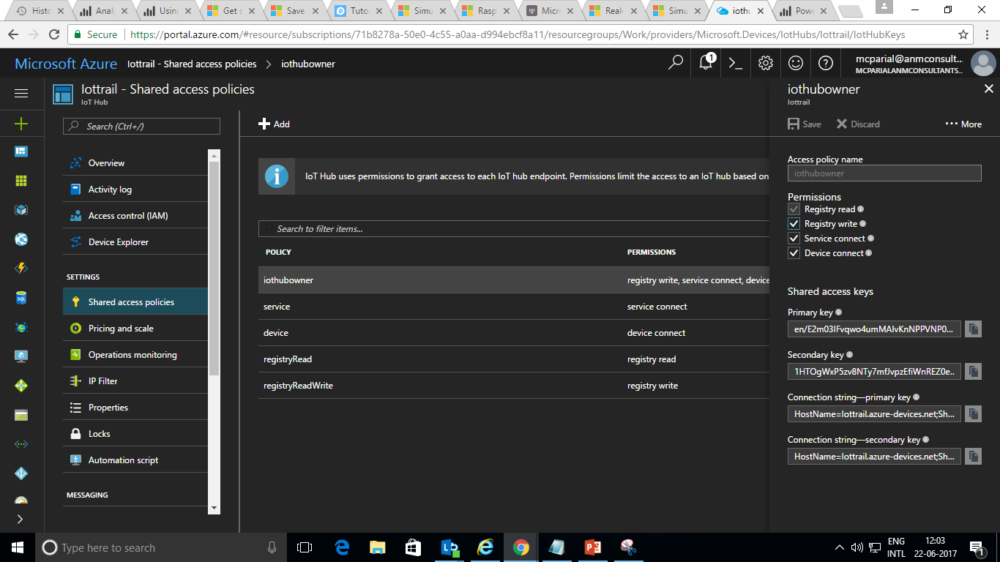 Histo
Analy
Using
Get s
Save
Tutor
Simu
Rasp
Micro
Real-
Simu
iothu
Powe
Secure
https://portal.azure.com/#resource/subscriptions/71b8278a-50e0-4c55-a0aa-d994ebcf8a11/resourcegroups/Work/providers/Microsoft.Devices/IotHubs/Iottrail/IotHubKeys
Microsoft Azure Iottrail - Shared access policies > iothubowner
1
mcparial@anmconsult...
MCPARIALANMCONSULTANTS...
Iottrail - Shared access policies
IoT Hub
Search (Ctrl+/)
Overview
Activity log
Access control (IAM)
Device Explorer
SETTINGS
Shared access policies
Pricing and scale
Operations monitoring
IP Filter
Properties
Locks
Automation script
MESSAGING
Add
IoT Hub uses permissions to grant access to each IoT hub endpoint. Permissions limit the access to an IoT hub based on
Search to filter items...
POLICY PERMISSIONS
iothubowner registry write, service connect, device
service service connect
device device connect
registryRead registry read
registryReadWrite registry write
iothubowner
Iottrail
Save Discard More
Access policy name
iothubowner
Permissions
Registry read
Registry write
Service connect
Device connect
Shared access keys
Primary key
en/E2m03IFvqwo4umMAIvKnNPPVNP0...
Secondary key
1HTOgWxP5zv8NTy7mfJvpzEfiWnREZ0e...
Connection string—primary key
HostName=Iottrail.azure-devices.net;Sh...
Connection string—secondary key
HostName=Iottrail.azure-devices.net;Sh...
Type here to search
ENG
INTL
12:03
22-06-2017
1